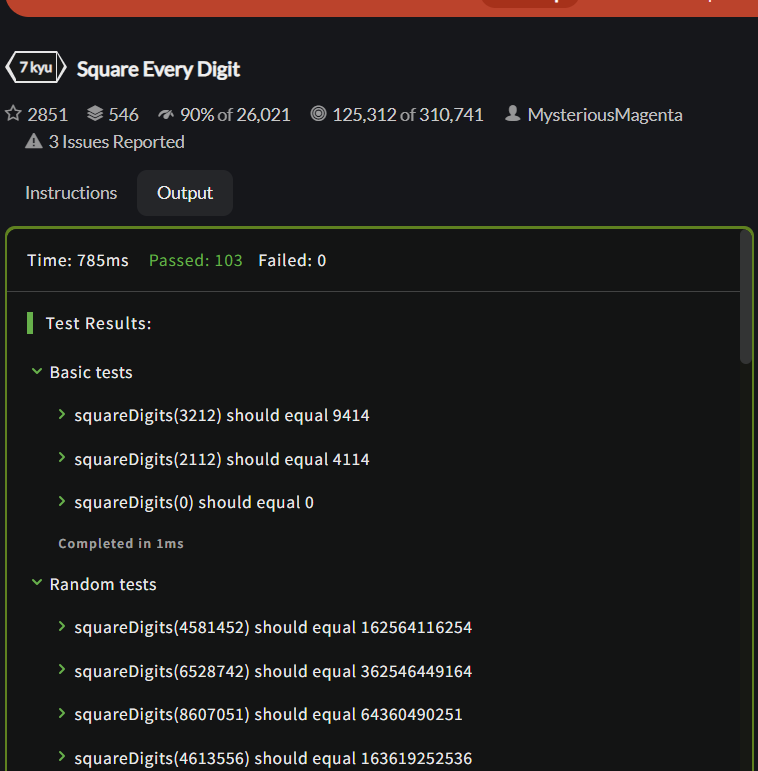 7 kyu Square Every Digit
2851 546 90% of 26,021 125,312 of 310,741 MysteriousMagenta
3 Issues Reported
Instructions Output
Time: 785ms Passed: 103 Failed: 0
Test Results:
Basic tests
squareDigits(3212) should equal 9414
squareDigits(2112) should equal 4114
squareDigits(0) should equal 0
Completed in 1ms
Random tests
squareDigits(4581452) should equal 162564116254
squareDigits(6528742) should equal 362546449164
squareDigits(8607051) should equal 64360490251
squareDigits(4613556) should equal 163619252536